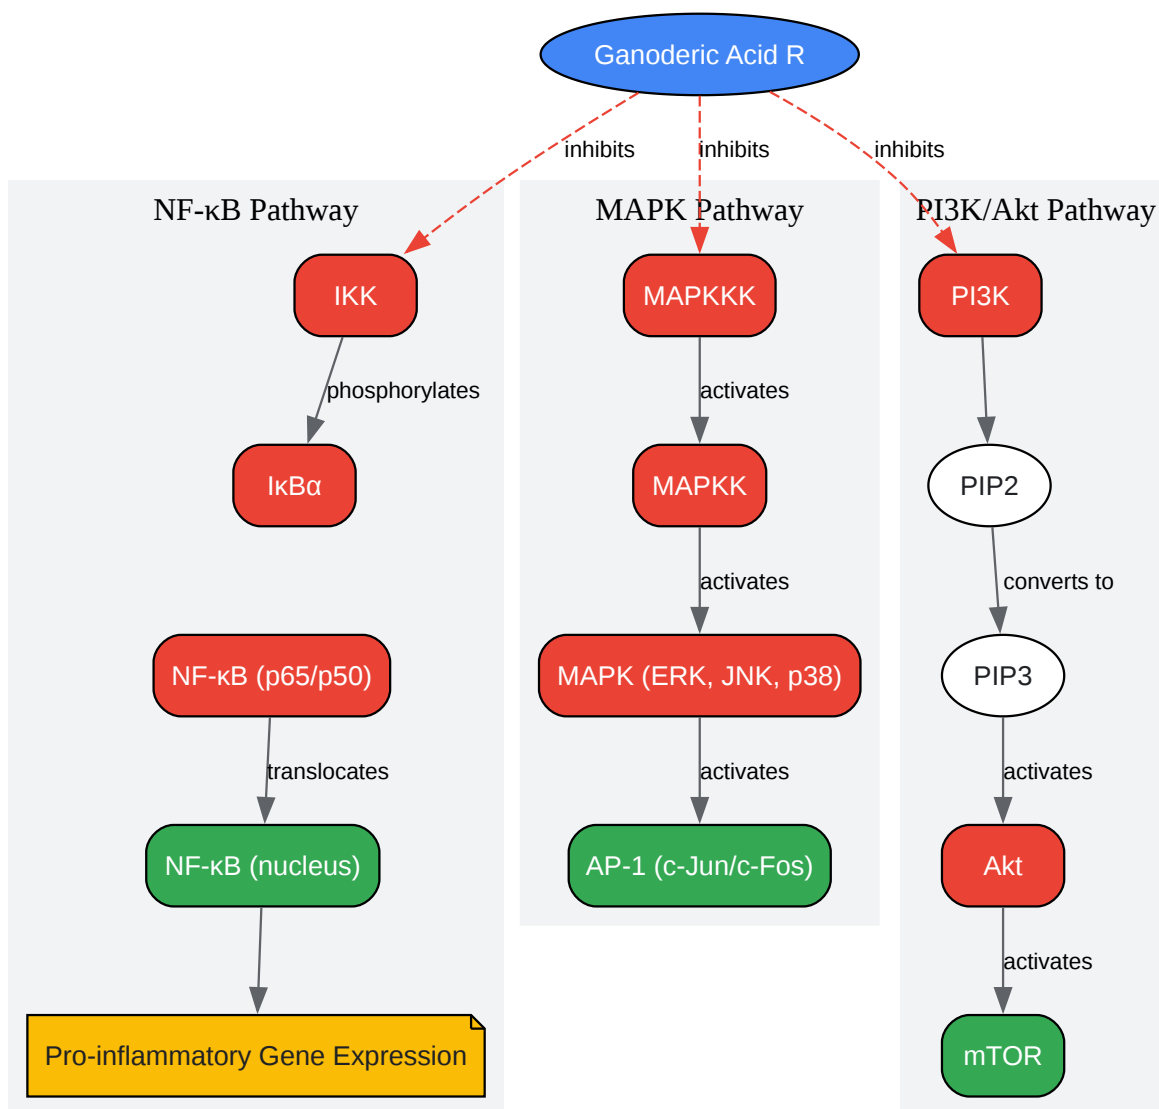 Ganoderic Acid R
inhibits
inhibits
inhibits
NF-κB Pathway
MAPK Pathway
PI3K/Akt Pathway
IKK
MAPKKK
PI3K
phosphorylates
activates
IκBα
MAPKK
PIP2
activates
converts to
NF-κB (p65/p50)
MAPK (ERK, JNK, p38)
PIP3
translocates
activates
activates
NF-κB (nucleus)
AP-1 (c-Jun/c-Fos)
Akt
activates
Pro-inflammatory Gene Expression
mTOR